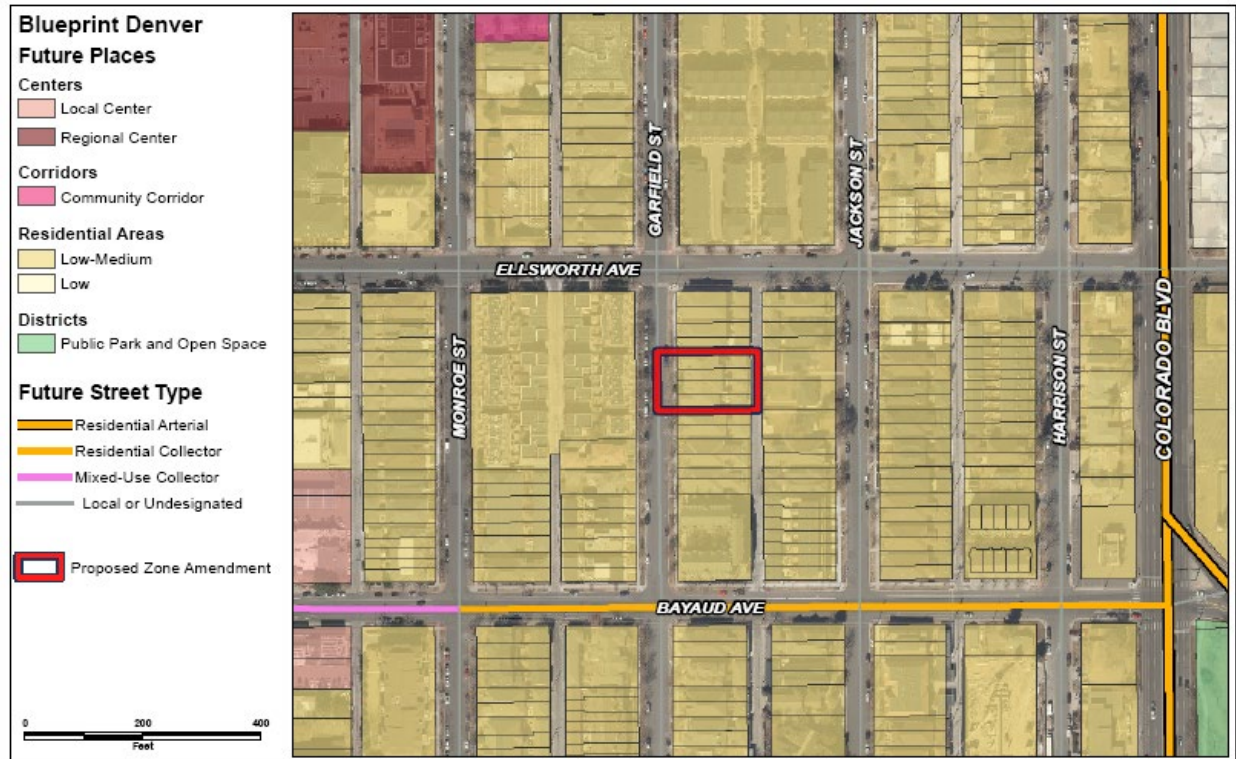 Blueprint Denver
Future Places
Centers
Local Center
Regional Center
Corridors
Community Corridor
Residential Areas
Low-Medium
Low
Districts
Public Park and Open Space
Future Street Type
Residential Arterial
Residential Collector
Mixed-Use Collector
Local or Undesignated
Proposed Zone Amendment
0 200 400
Feet
GARFIELD ST
JACKSON ST
ELLSWORTH AVE
MONROE ST
HARRISON ST
COLORADO BLVD
BAYAUD AVE